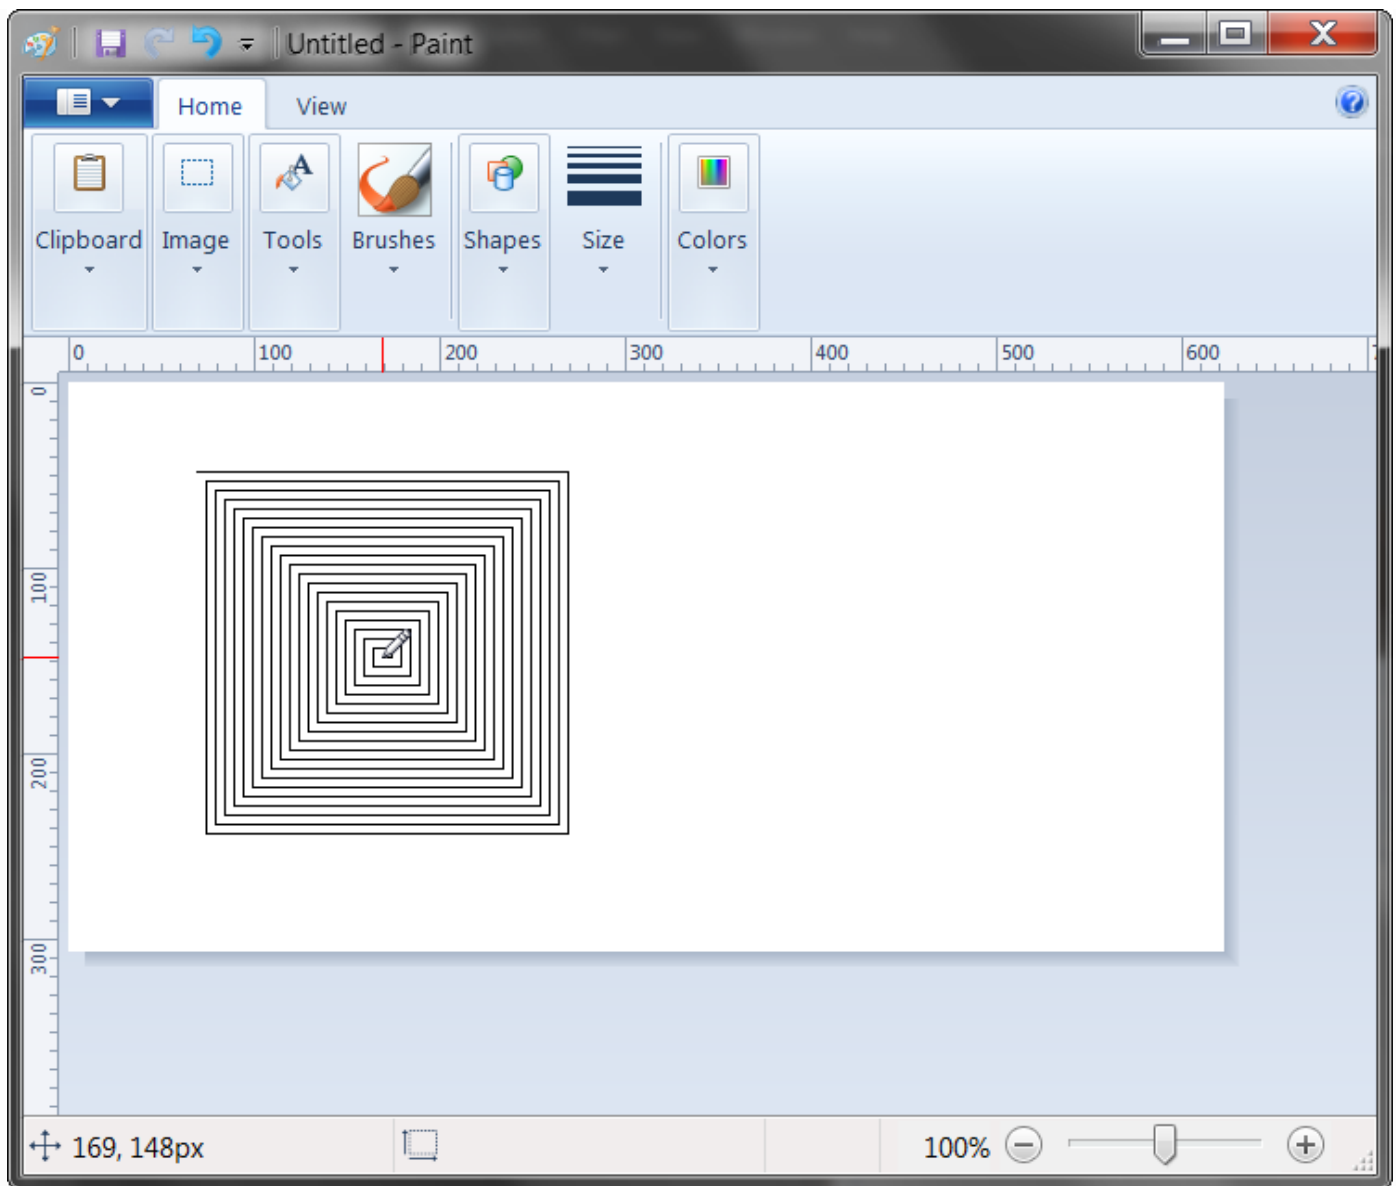 Untitled - Paint
Home View
Clipboard Image Tools Brushes Shapes Size Colors
0 100 200 300 400 500 600
0
100
200
300
169, 148px 100%